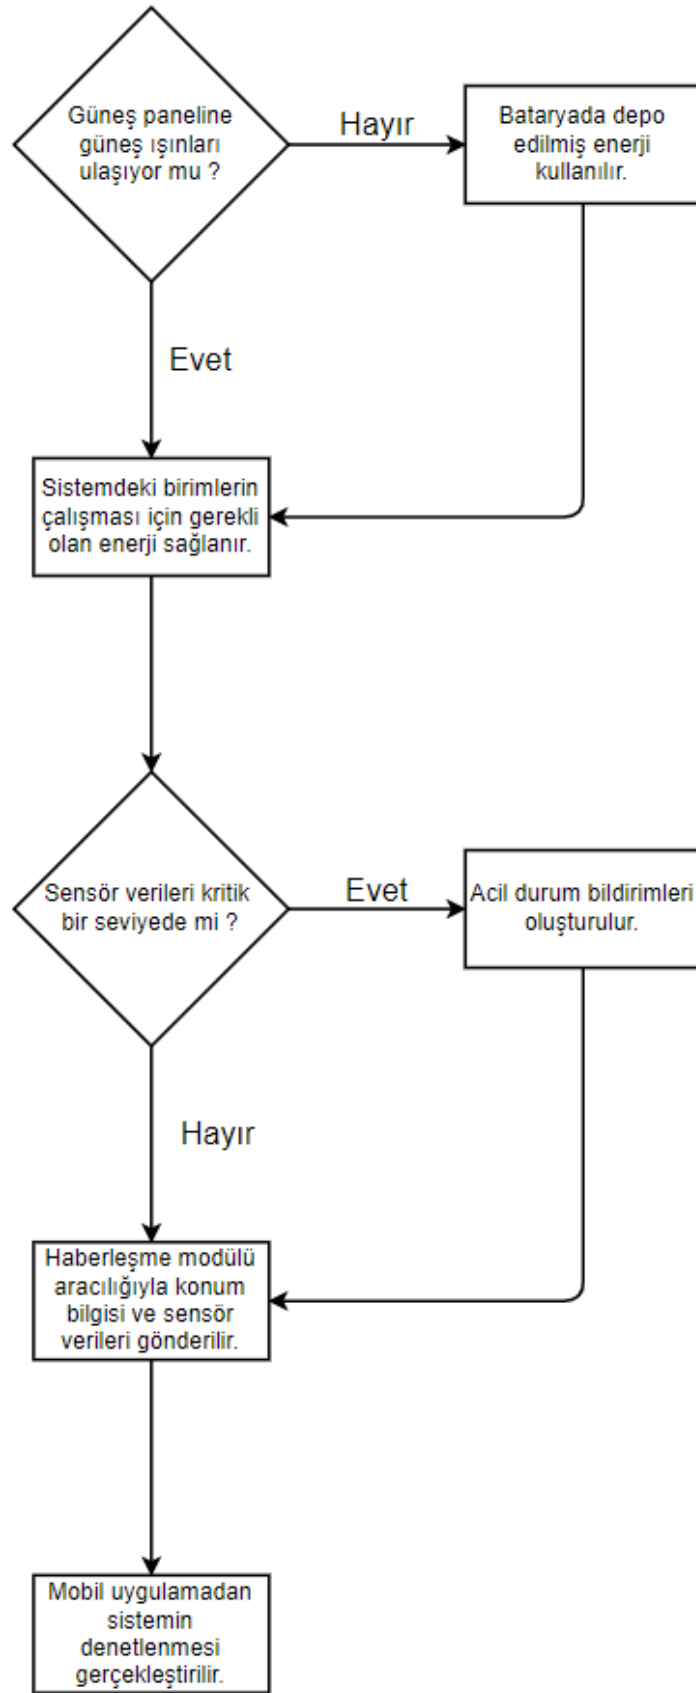 Güneş paneline
güneş ışınları
ulaşıyor mu ?
Hayır
Bataryada depo
edilmiş enerji
kullanılır.
Evet
Sistemdeki birimlerin
çalışması için gerekli
olan enerji sağlanır.
Sensör verileri kritik
bir seviyede mi ?
Evet
Acil durum bildirimleri
oluşturulur.
Hayır
Haberleşme modülü
aracılığıyla konum
bilgisi ve sensör
verileri gönderilir.
Mobil uygulamadan
sistemin
denetlenmesi
gerçekleştirilir.